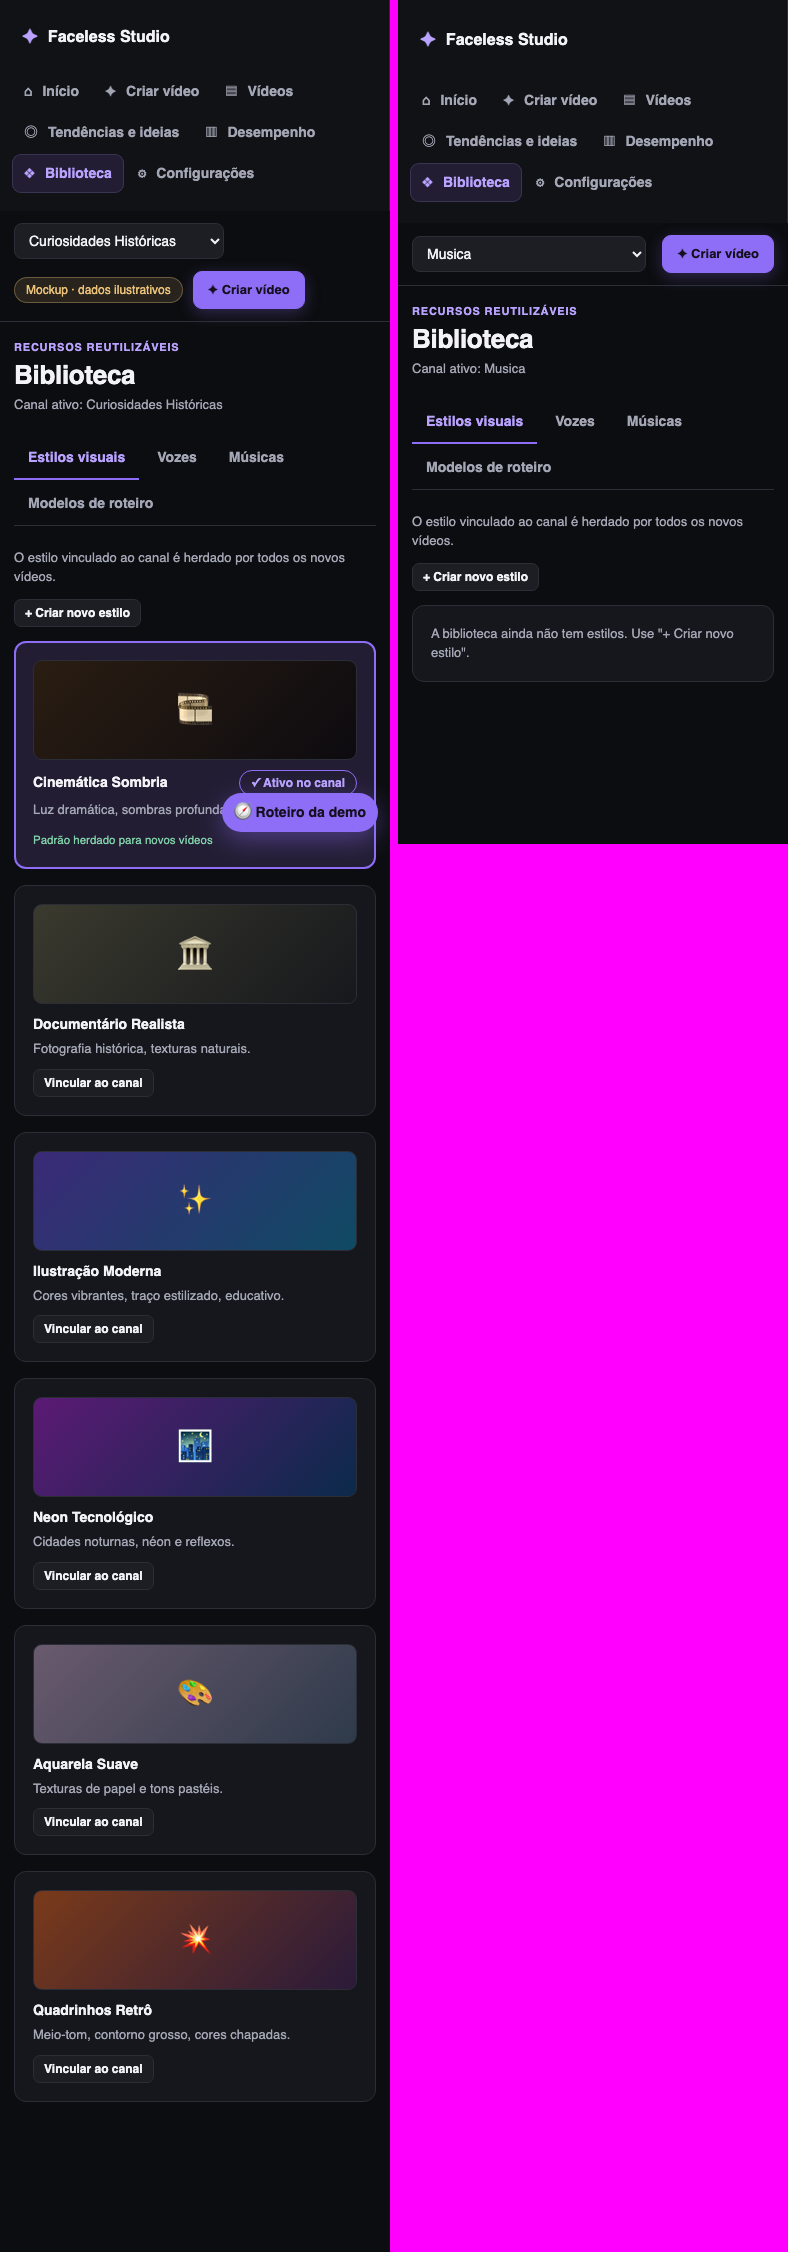 Faceless Studio
Início
Criar vídeo
Vídeos
Tendências e ideias
Desempenho
Biblioteca
Configurações
Curiosidades Históricas
Mockup · dados ilustrativos
✦ Criar vídeo
RECURSOS REUTILIZÁVEIS
Biblioteca
Canal ativo: Curiosidades Históricas
Estilos visuais
Vozes
Músicas
Modelos de roteiro
O estilo vinculado ao canal é herdado por todos os novos
vídeos.
+ Criar novo estilo
Cinemática Sombria
✓ Ativo no canal
Luz dramática, sombras
Roteiro da demo
Padrão herdado para novos vídeos
Documentário Realista
Fotografia histórica, texturas naturais.
Vincular ao canal
Ilustração Moderna
Cores vibrantes, traço estilizado, educativo.
Vincular ao canal
Neon Tecnológico
Cidades noturnas, néon e reflexos.
Vincular ao canal
Aquarela Suave
Texturas de papel e tons pastéis.
Vincular ao canal
Quadrinhos Retrô
Meio-tom, contorno grosso, cores chapadas.
Vincular ao canal
Faceless Studio
Início
Criar vídeo
Vídeos
Tendências e ideias
Desempenho
Biblioteca
Configurações
Musica
✦ Criar vídeo
RECURSOS REUTILIZÁVEIS
Biblioteca
Canal ativo: Musica
Estilos visuais
Vozes
Músicas
Modelos de roteiro
O estilo vinculado ao canal é herdado por todos os novos
vídeos.
+ Criar novo estilo
A biblioteca ainda não tem estilos. Use "+ Criar novo
estilo".